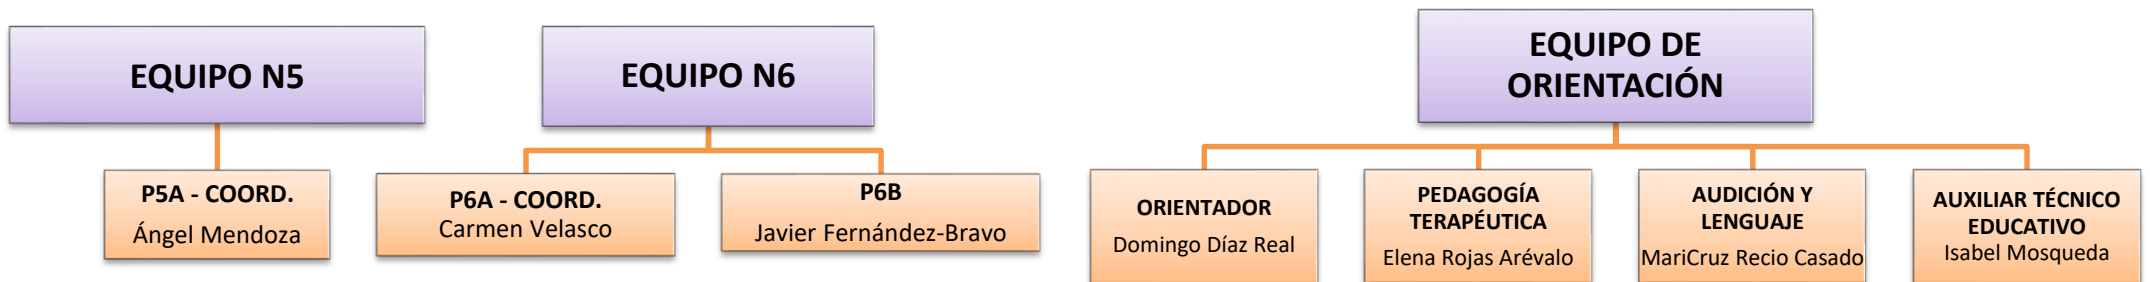 EQUIPO N5
P5A - COORD.
Ángel Mendoza
EQUIPO N6
P6A - COORD.
Carmen Velasco
P6B
Javier Fernández-Bravo
EQUIPO DE
ORIENTACIÓN
ORIENTADOR
Domingo Díaz Real
PEDAGOGÍA
TERAPÉUTICA
Elena Rojas Arévalo
AUDICIÓN Y
LENGUAJE
MariCruz Recio Casado
AUXILIAR TÉCNICO
EDUCATIVO
Isabel Mosqueda